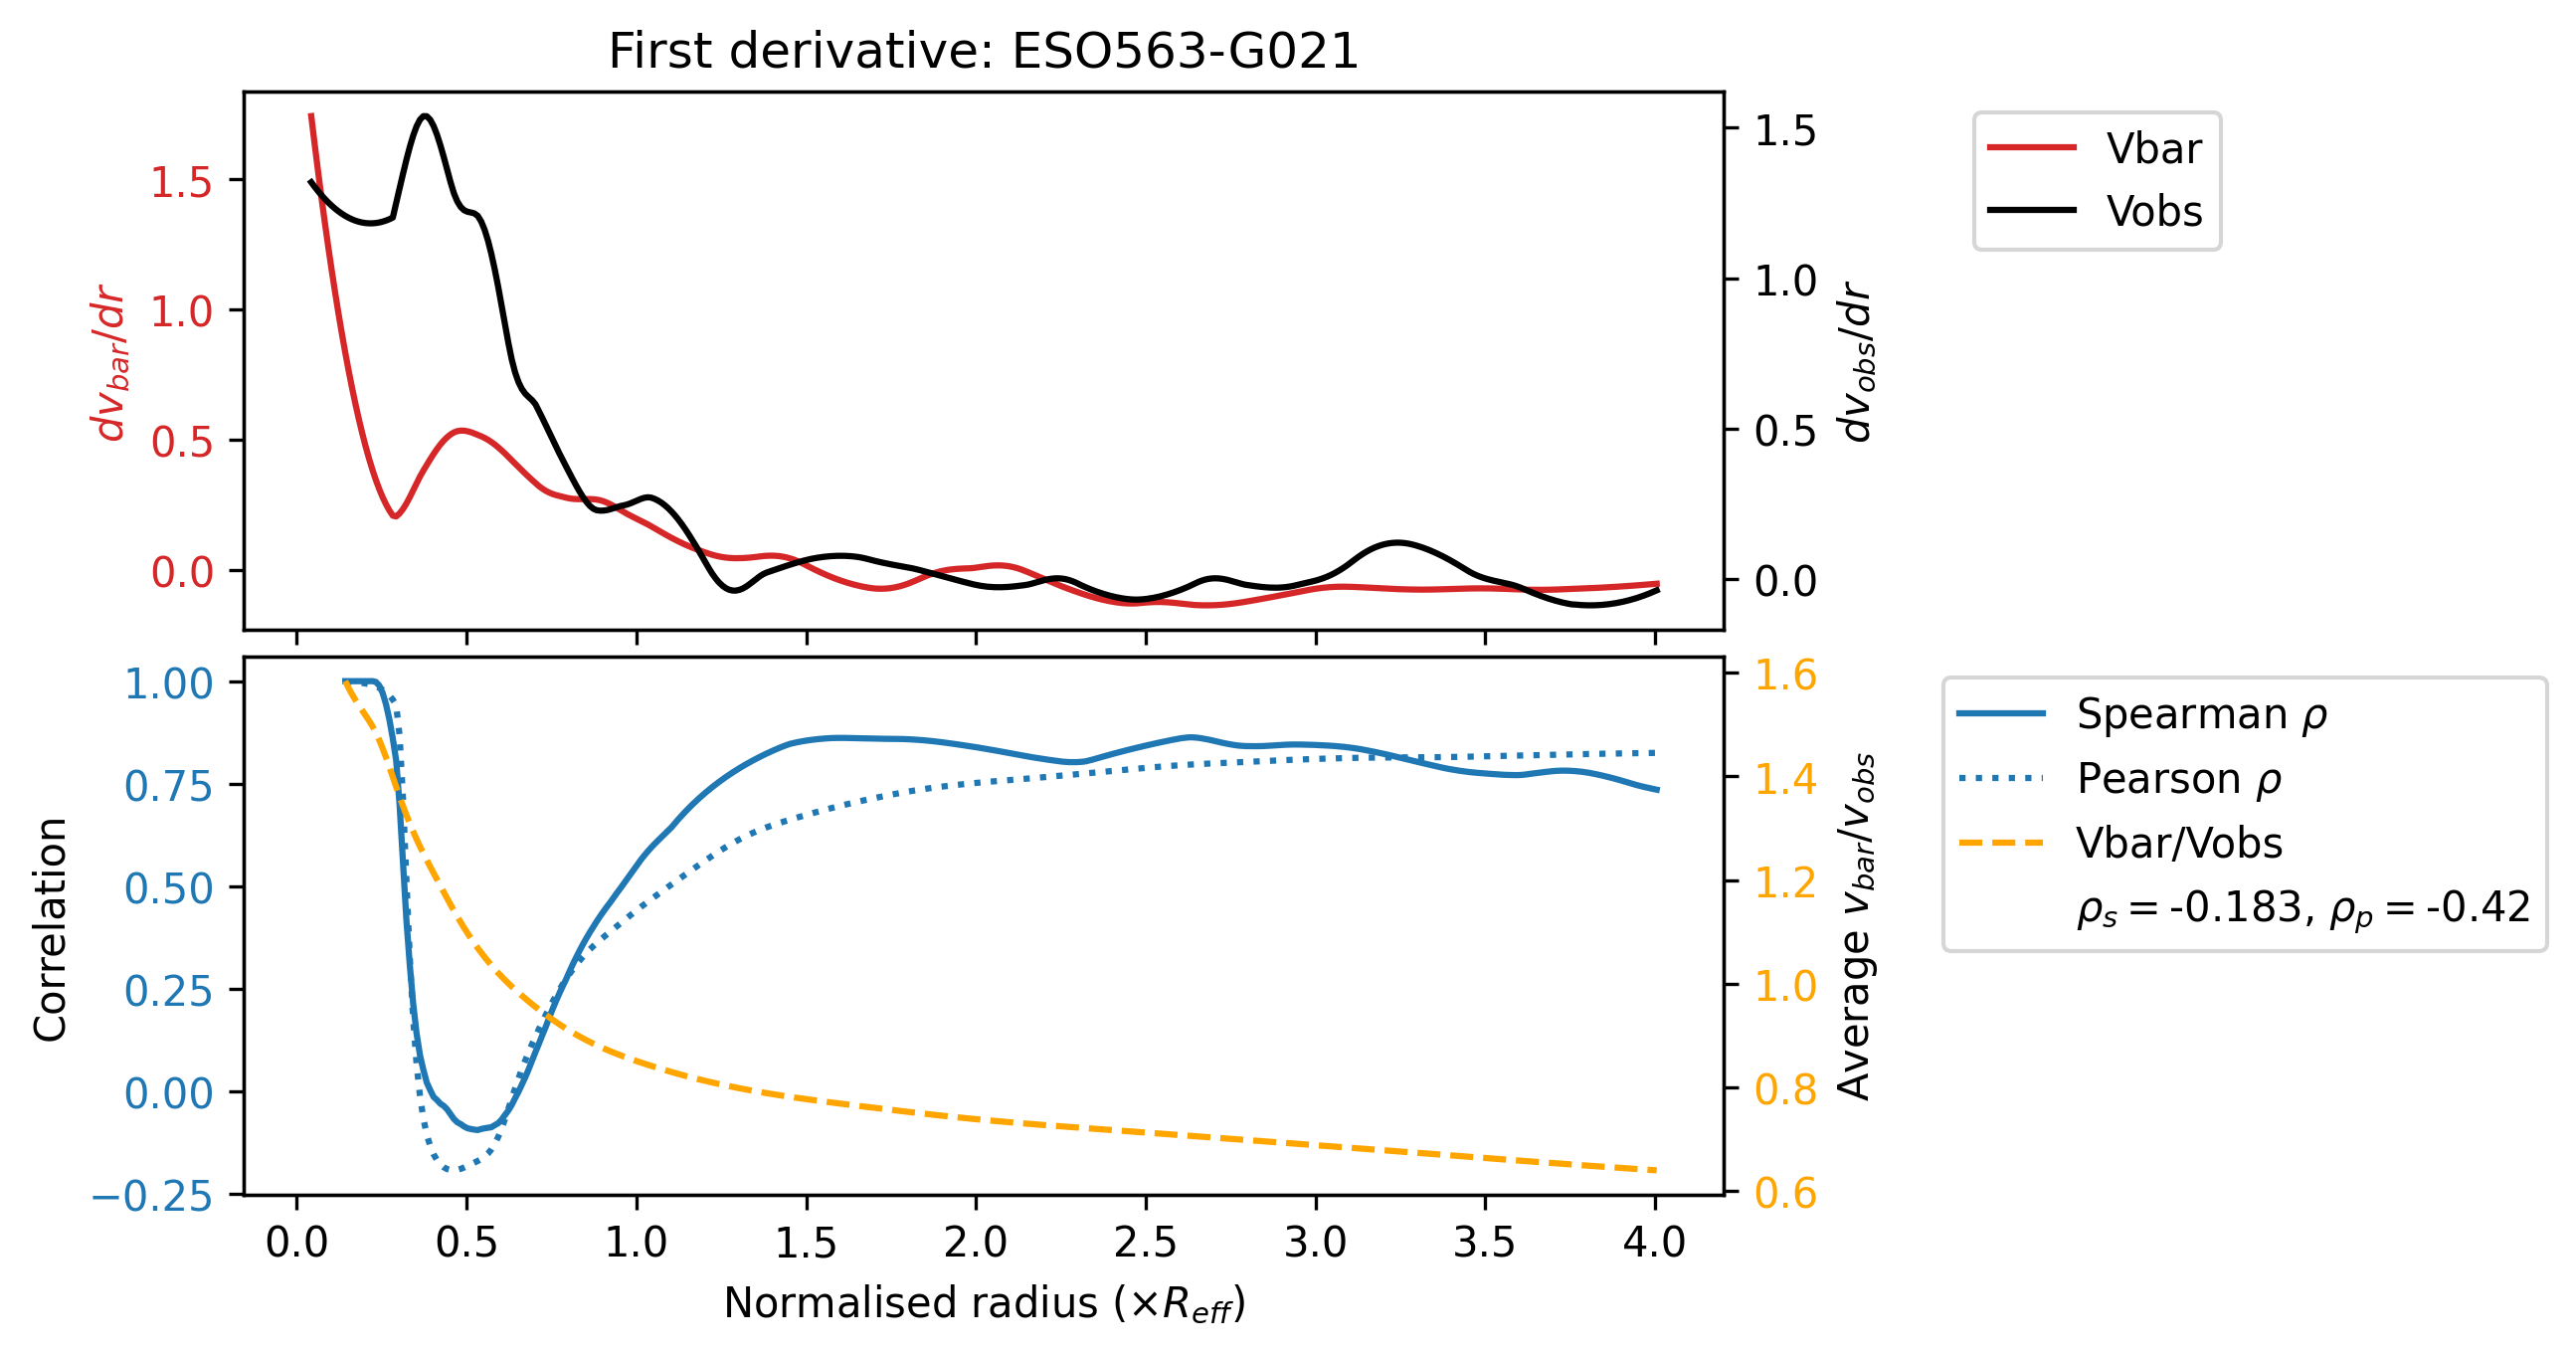 First derivative: ESO563-G021
dv_bar/dr
1.5
1.0
0.5
0.0
1.5
1.0
0.5
0.0
dv_obs/dr
Vbar
Vobs
Correlation
1.00
0.75
0.50
0.25
0.00
−0.25
1.6
1.4
1.2
1.0
0.8
0.6
Average v_bar/v_obs
Spearman ρ
Pearson ρ
Vbar/Vobs
ρ_s = -0.183, ρ_p = -0.42
0.0 0.5 1.0 1.5 2.0 2.5 3.0 3.5 4.0
Normalised radius (×R_eff)